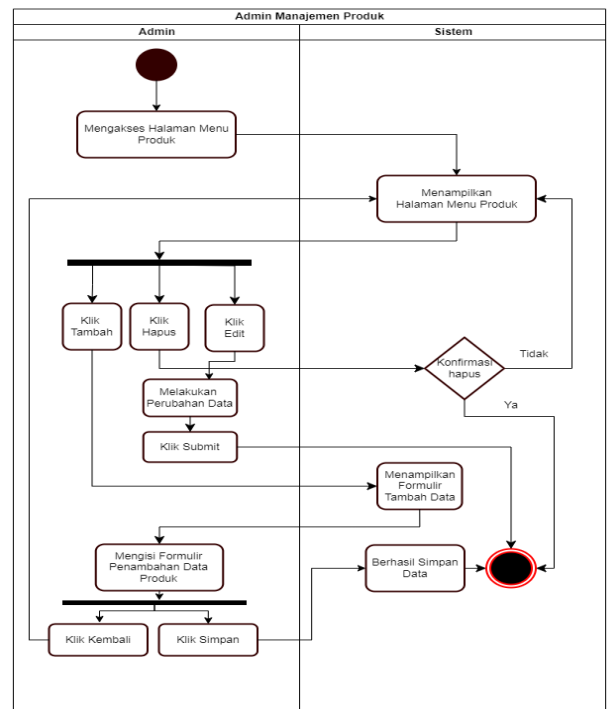 Admin Manajemen Produk
Admin
Sistem
Mengakses Halaman Menu
Produk
Menampilkan
Halaman Menu Produk
Klik
Tambah
Klik
Hapus
Klik
Edit
Konfirmasi
hapus
Tidak
Ya
Melakukan
Perubahan Data
Klik Submit
Menampilkan
Formulir
Tambah Data
Mengisi Formulir
Penambahan Data
Produk
Berhasil Simpan
Data
Klik Kembali
Klik Simpan